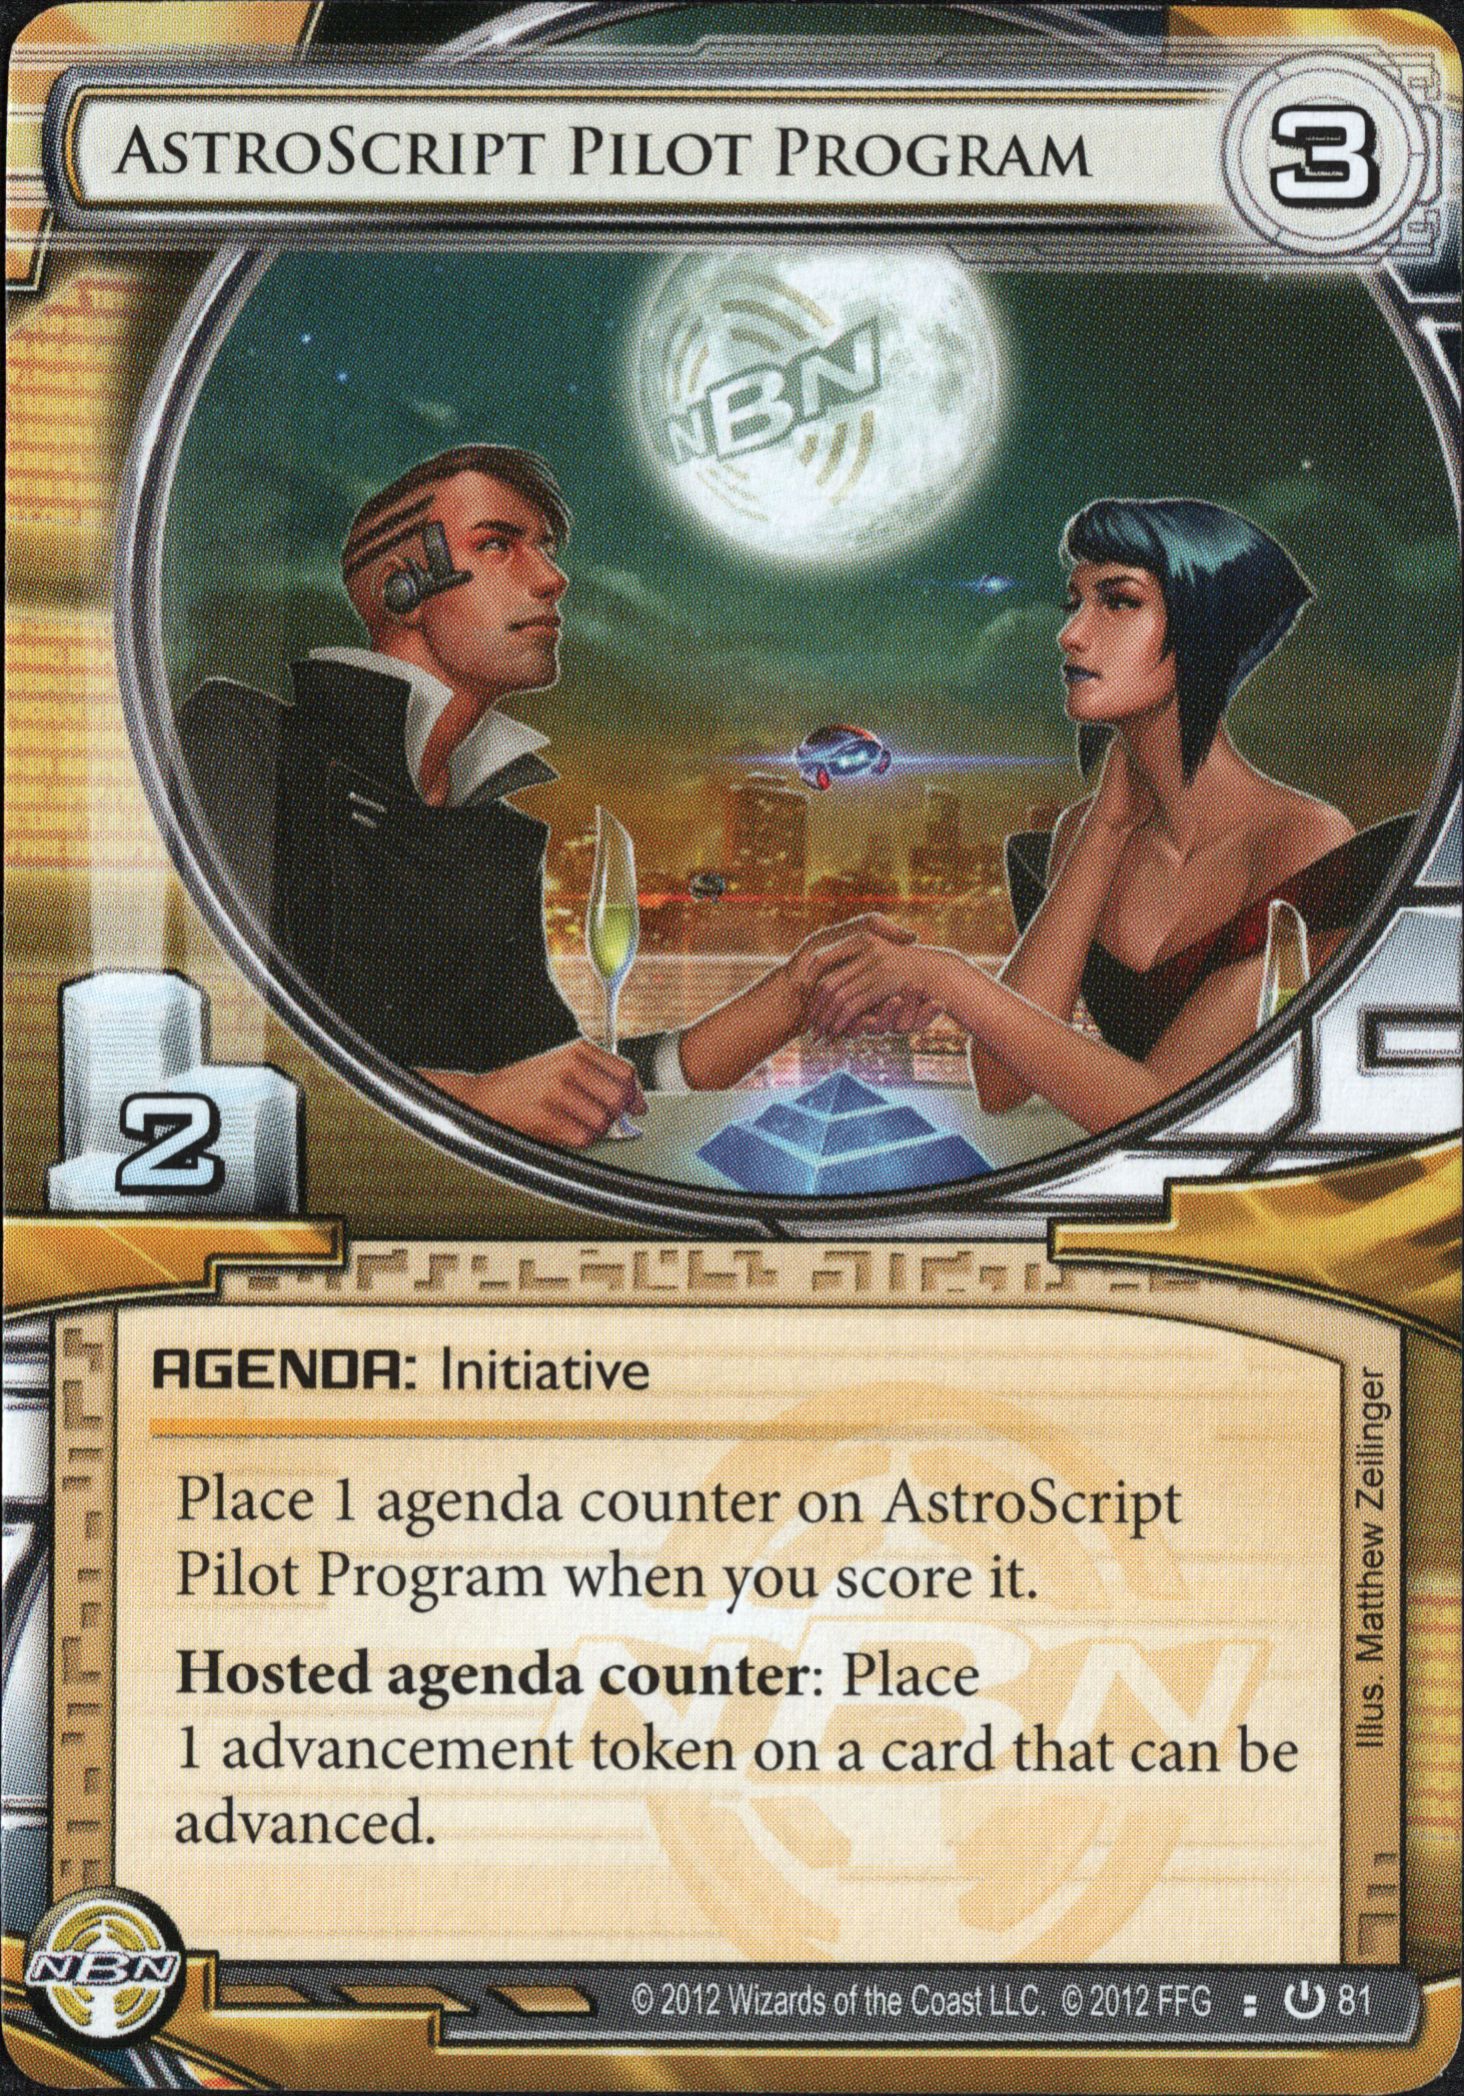 AstroScript Pilot Program
3
NBN
2
AGENDA: Initiative
Place 1 agenda counter on AstroScript
Pilot Program when you score it.
Hosted agenda counter: Place
1 advancement token on a card that can be
advanced.
Illus. Matthew Zeilinger
NBN
NBN
© 2012 Wizards of the Coast LLC. © 2012 FFG
81